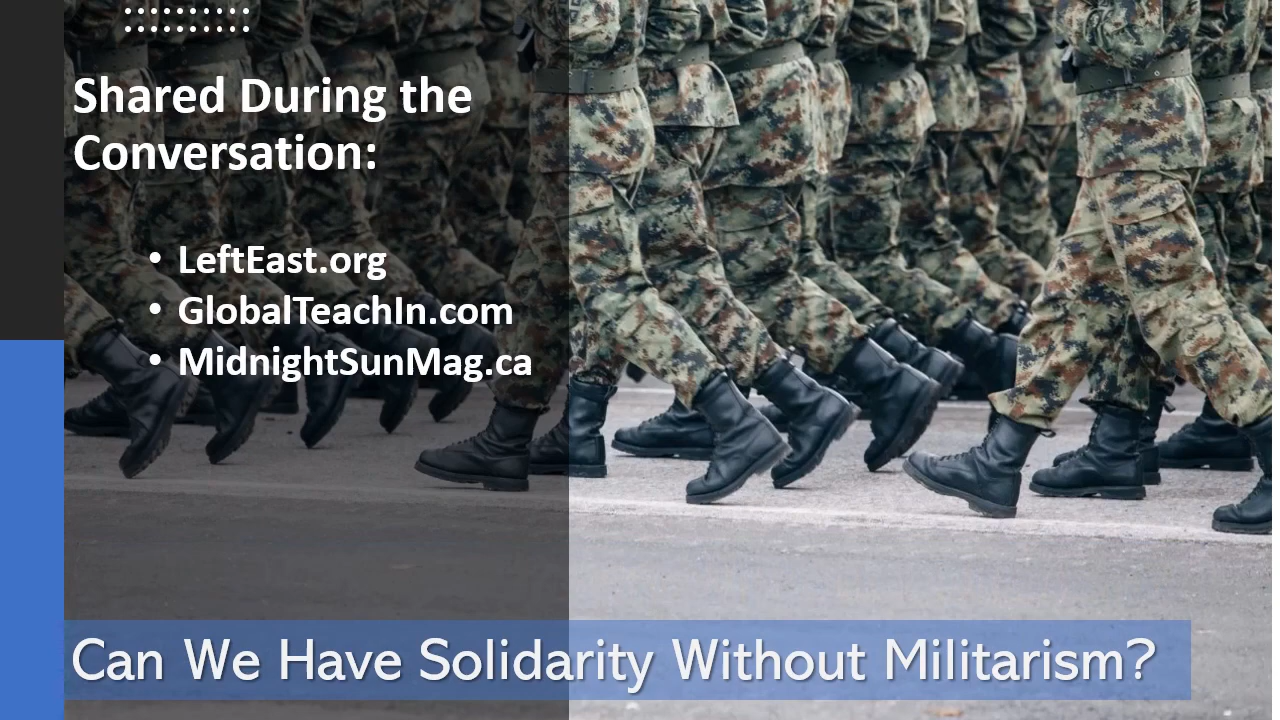 Shared During the
Conversation:
• LeftEast.org
• GlobalTeachIn.com
• MidnightSunMag.ca
Can We Have Solidarity Without Militarism?